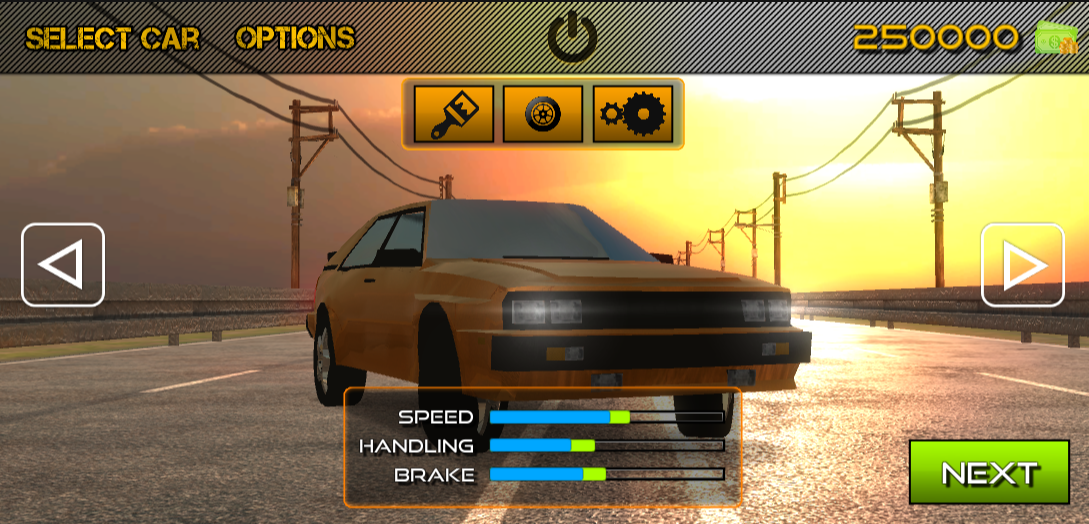 SELECT CAR OPTIONS 250000
SPEED
HANDLING
BRAKE
NEXT